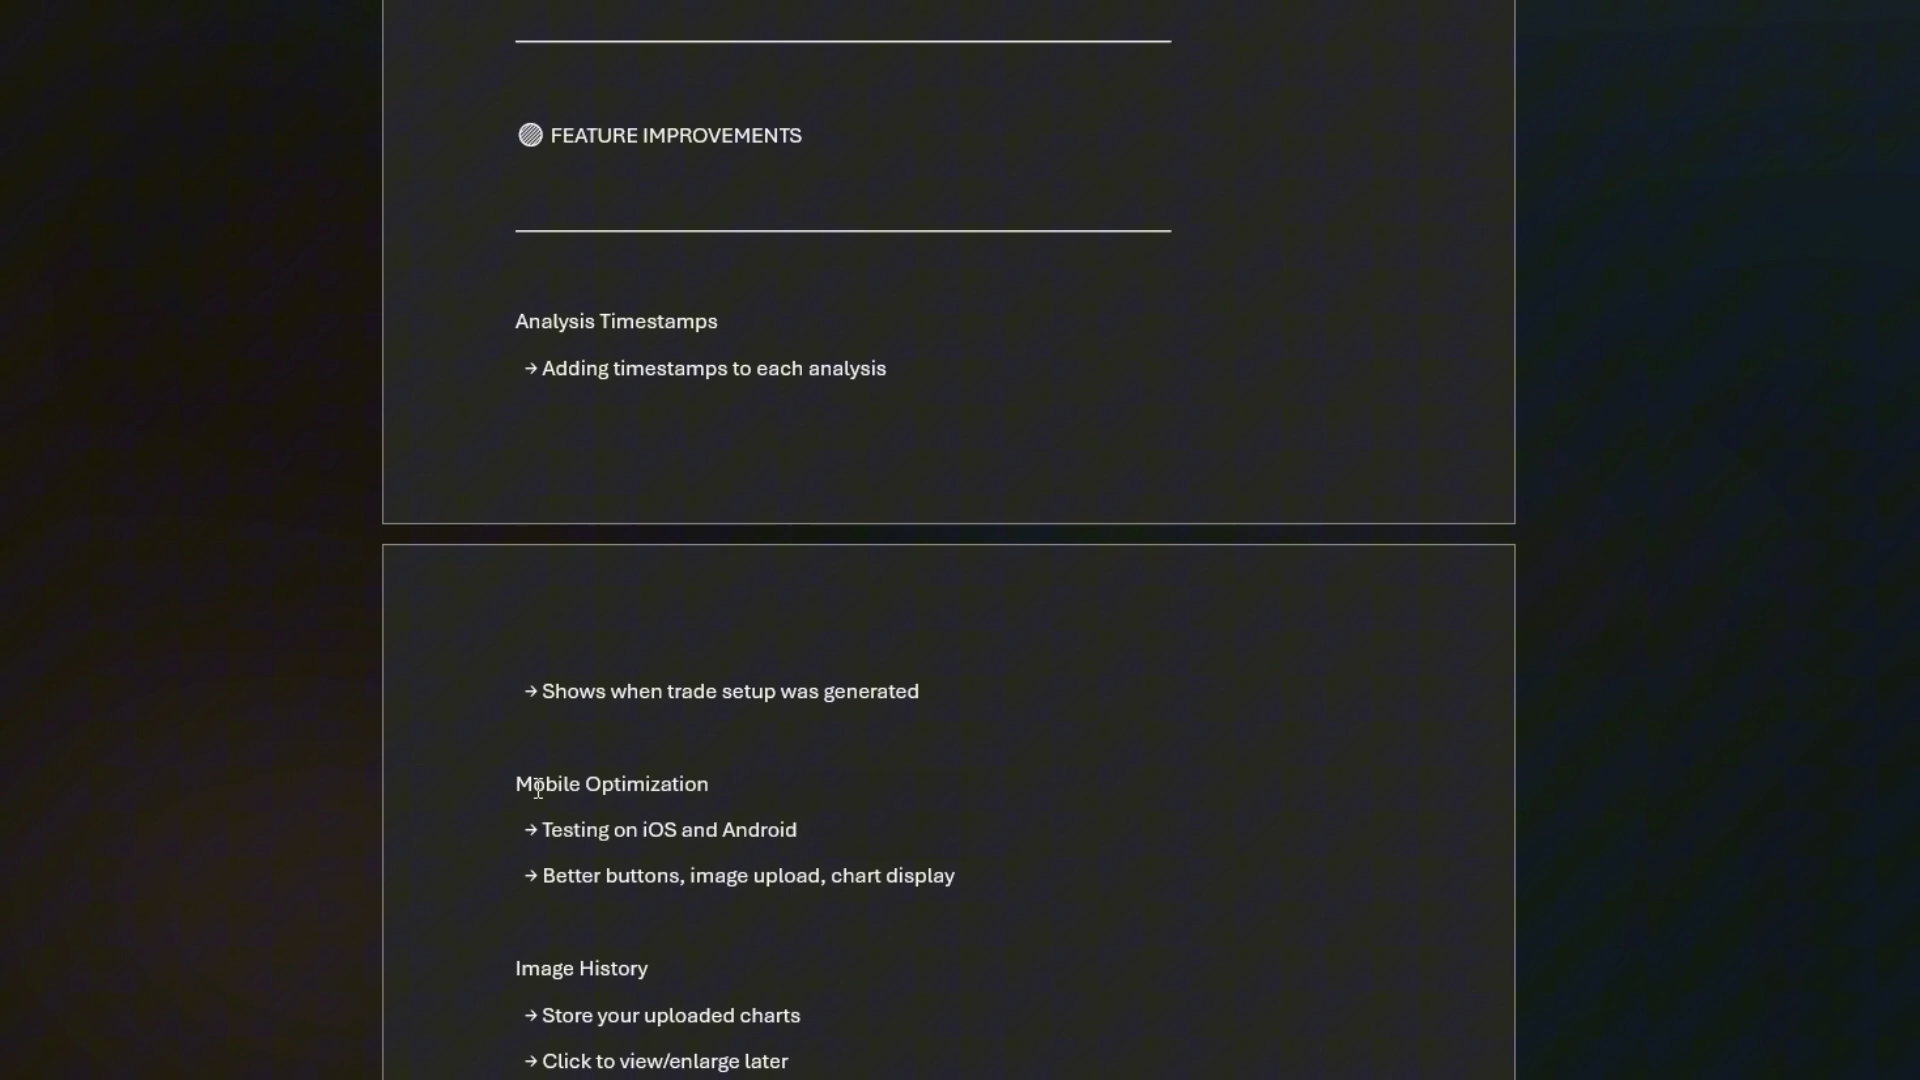 FEATURE IMPROVEMENTS
Analysis Timestamps
→ Adding timestamps to each analysis
→ Shows when trade setup was generated
Mobile Optimization
→ Testing on iOS and Android
→ Better buttons, image upload, chart display
Image History
→ Store your uploaded charts
→ Click to view/enlarge later